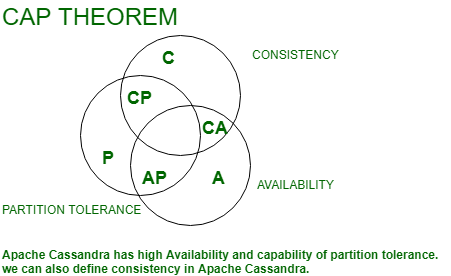 CAP THEOREM
C
CONSISTENCY
CP
CA
P
AP
A
AVAILABILITY
PARTITION TOLERANCE
Apache Cassandra has high Availability and capability of partition tolerance.
we can also define consistency in Apache Cassandra.